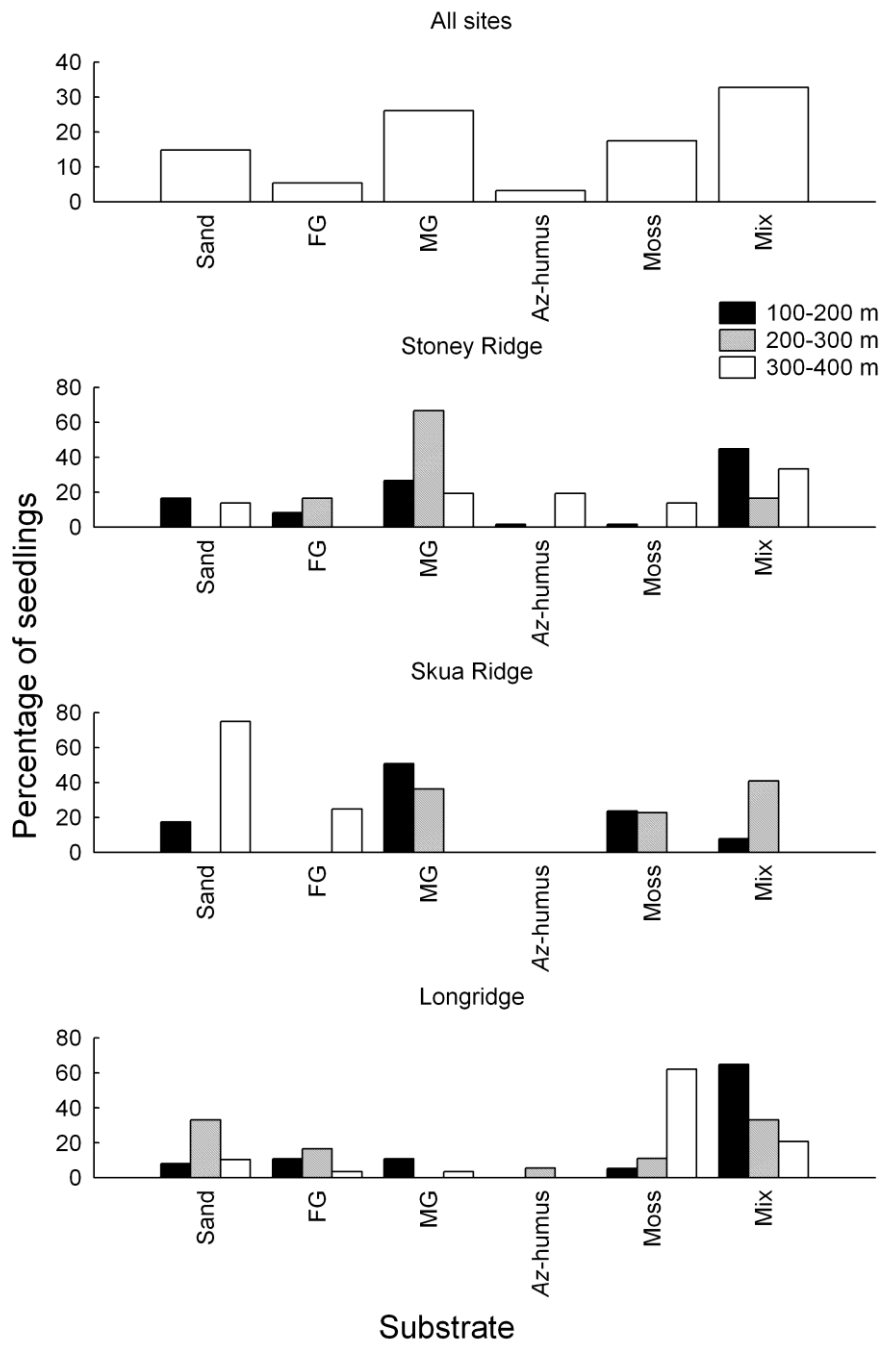 All sites
40
30
20
10
0
Sand
FG
MG
Az-humus
Moss
Mix
100-200 m
200-300 m
300-400 m
Stoney Ridge
80
60
40
20
0
Sand
FG
MG
Az-humus
Moss
Mix
Percentage of seedlings
Skua Ridge
80
60
40
20
0
Sand
FG
MG
Az-humus
Moss
Mix
Longridge
80
60
40
20
0
Sand
FG
MG
Az-humus
Moss
Mix
Substrate